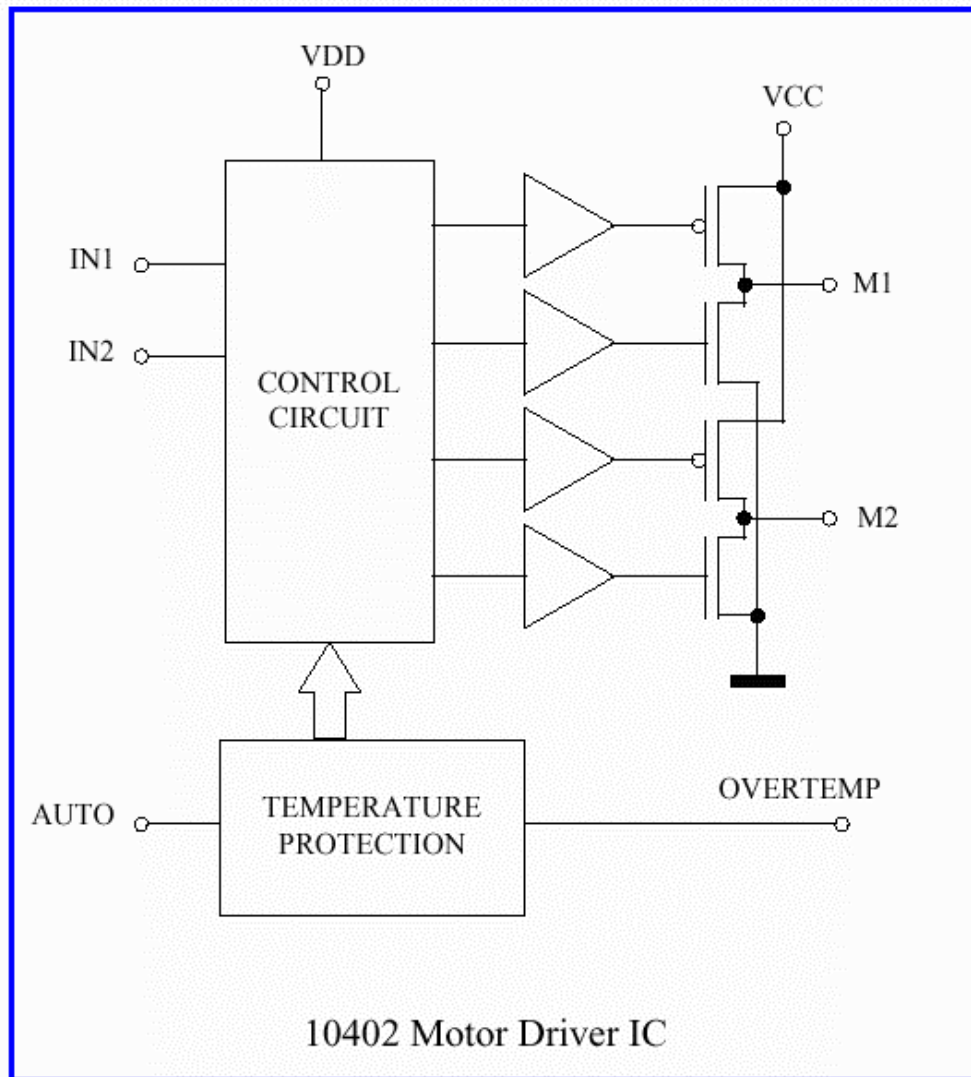 VDD
VCC
IN1
M1
IN2
CONTROL
CIRCUIT
M2
AUTO
TEMPERATURE
PROTECTION
OVERTEMP
10402 Motor Driver IC